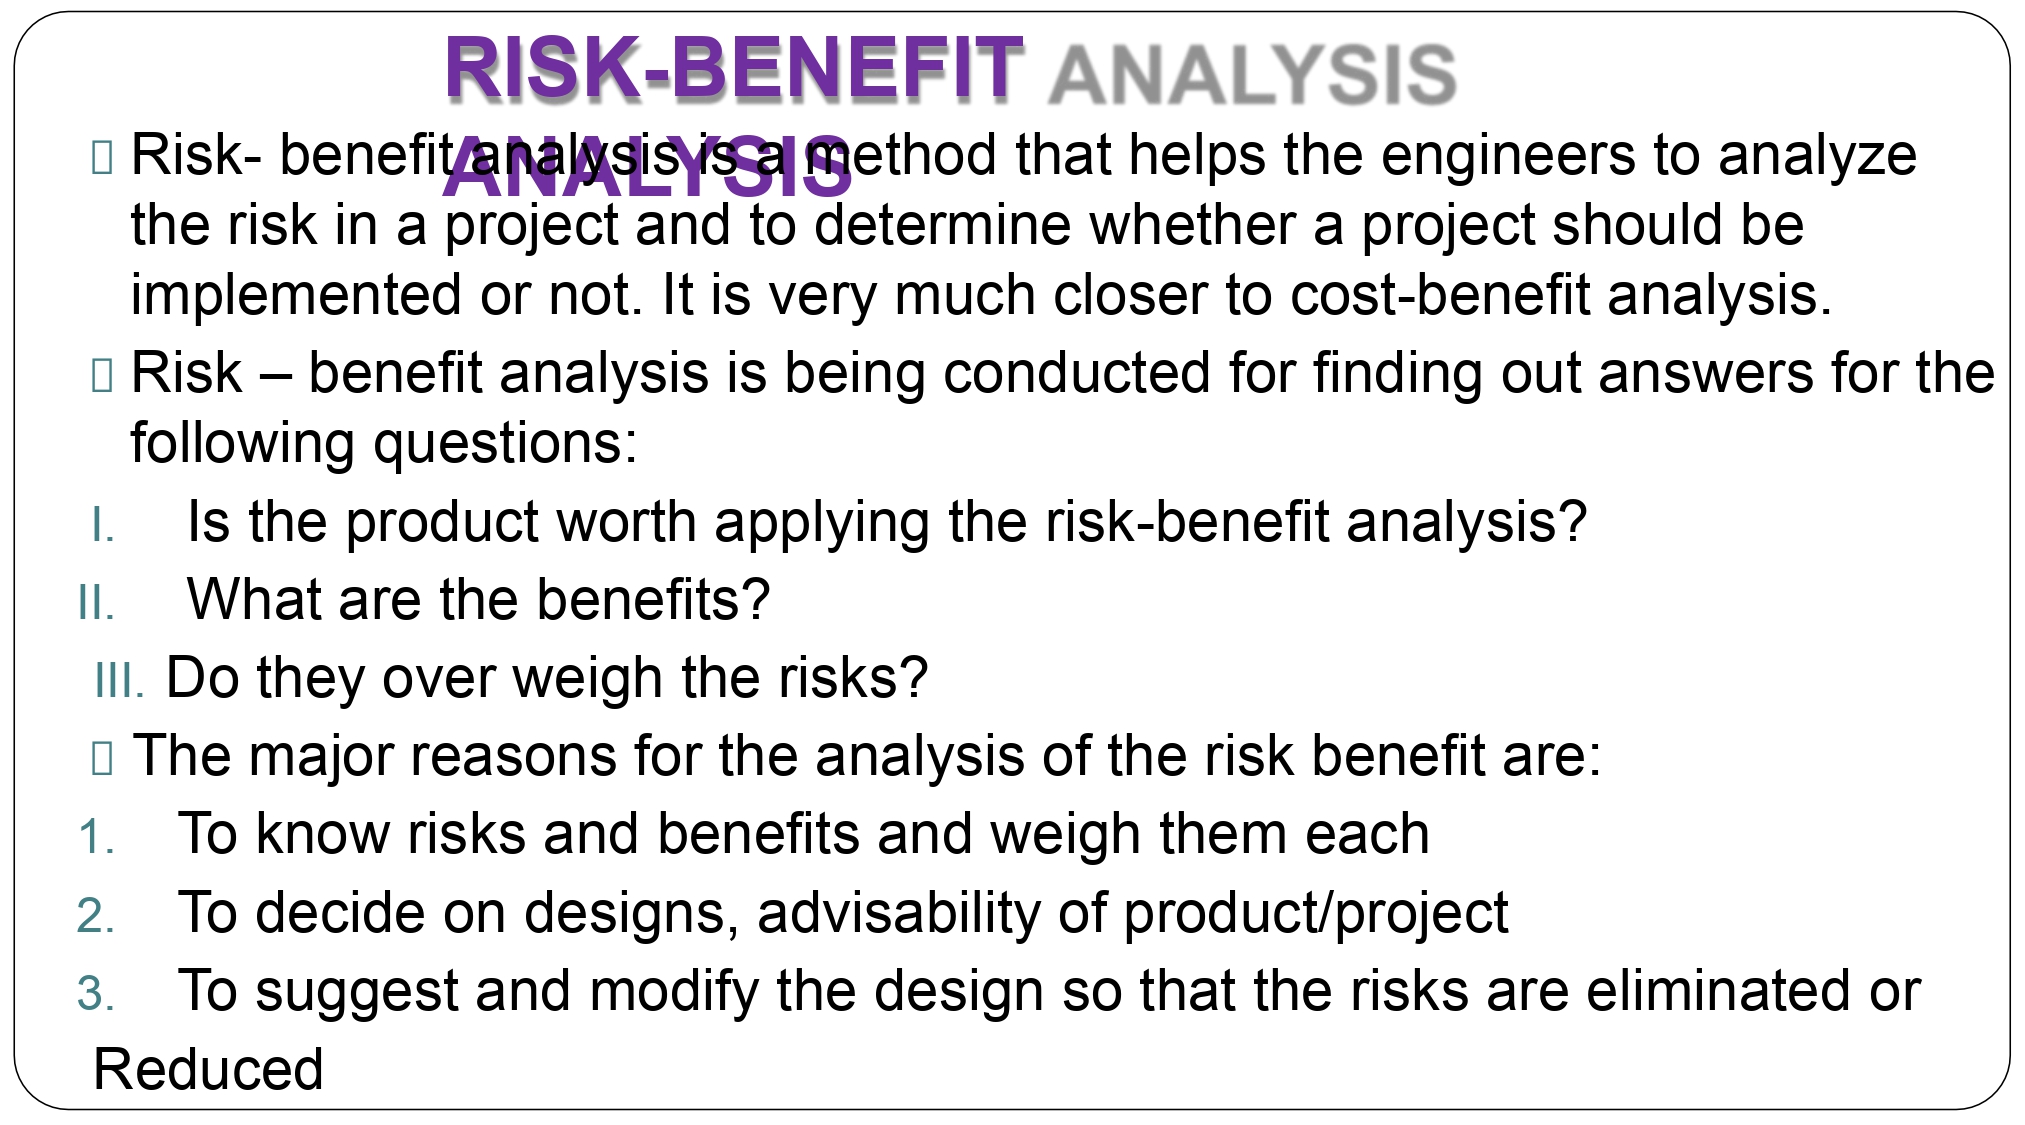 RISK-BENEFIT ANALYSIS
ANALYSIS
Risk- benefit analysis is a method that helps the engineers to analyze
the risk in a project and to determine whether a project should be
implemented or not. It is very much closer to cost-benefit analysis.
Risk – benefit analysis is being conducted for finding out answers for the
following questions:
I. Is the product worth applying the risk-benefit analysis?
II. What are the benefits?
III. Do they over weigh the risks?
The major reasons for the analysis of the risk benefit are:
1. To know risks and benefits and weigh them each
2. To decide on designs, advisability of product/project
3. To suggest and modify the design so that the risks are eliminated or
Reduced